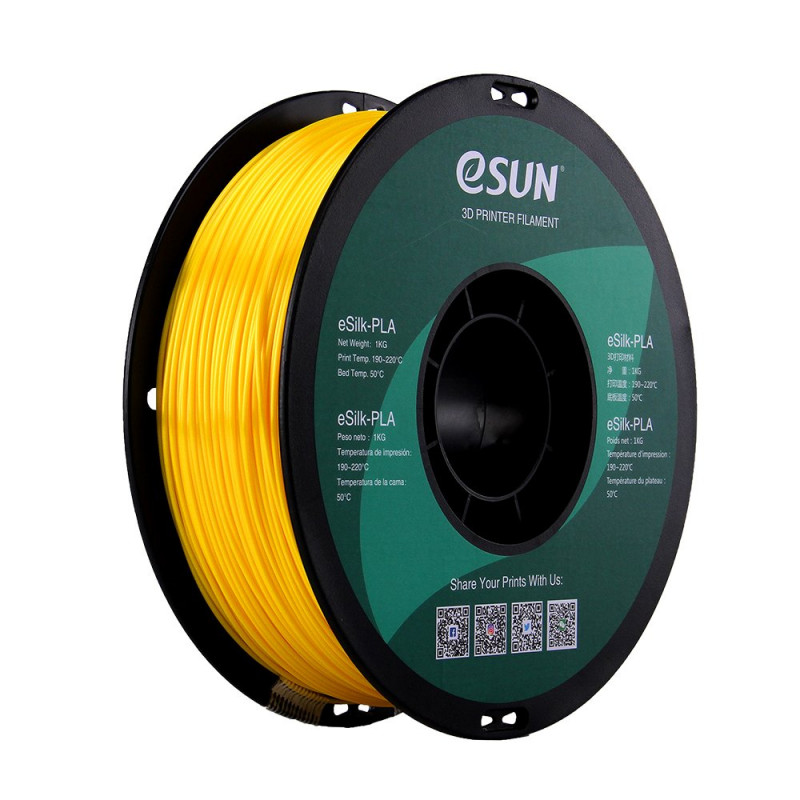 eSUN®
3D PRINTER FILAMENT
eSilk-PLA
Net Weight: 1KG
Print Temp. 190~220°C
Bed Temp. 50°C
eSilk-PLA
Peso neto : 1KG
Temperatura de impresión:
190~220°C
Temperatura de la cama:
50°C
eSilk-PLA
3D打印材料
净 重: 1KG
打印温度: 190~220°C
底板温度: 50°C
eSilk-PLA
Poids net : 1KG
Température d'impression :
190~220°C
Température du plateau :
50°C
Share Your Prints With Us: